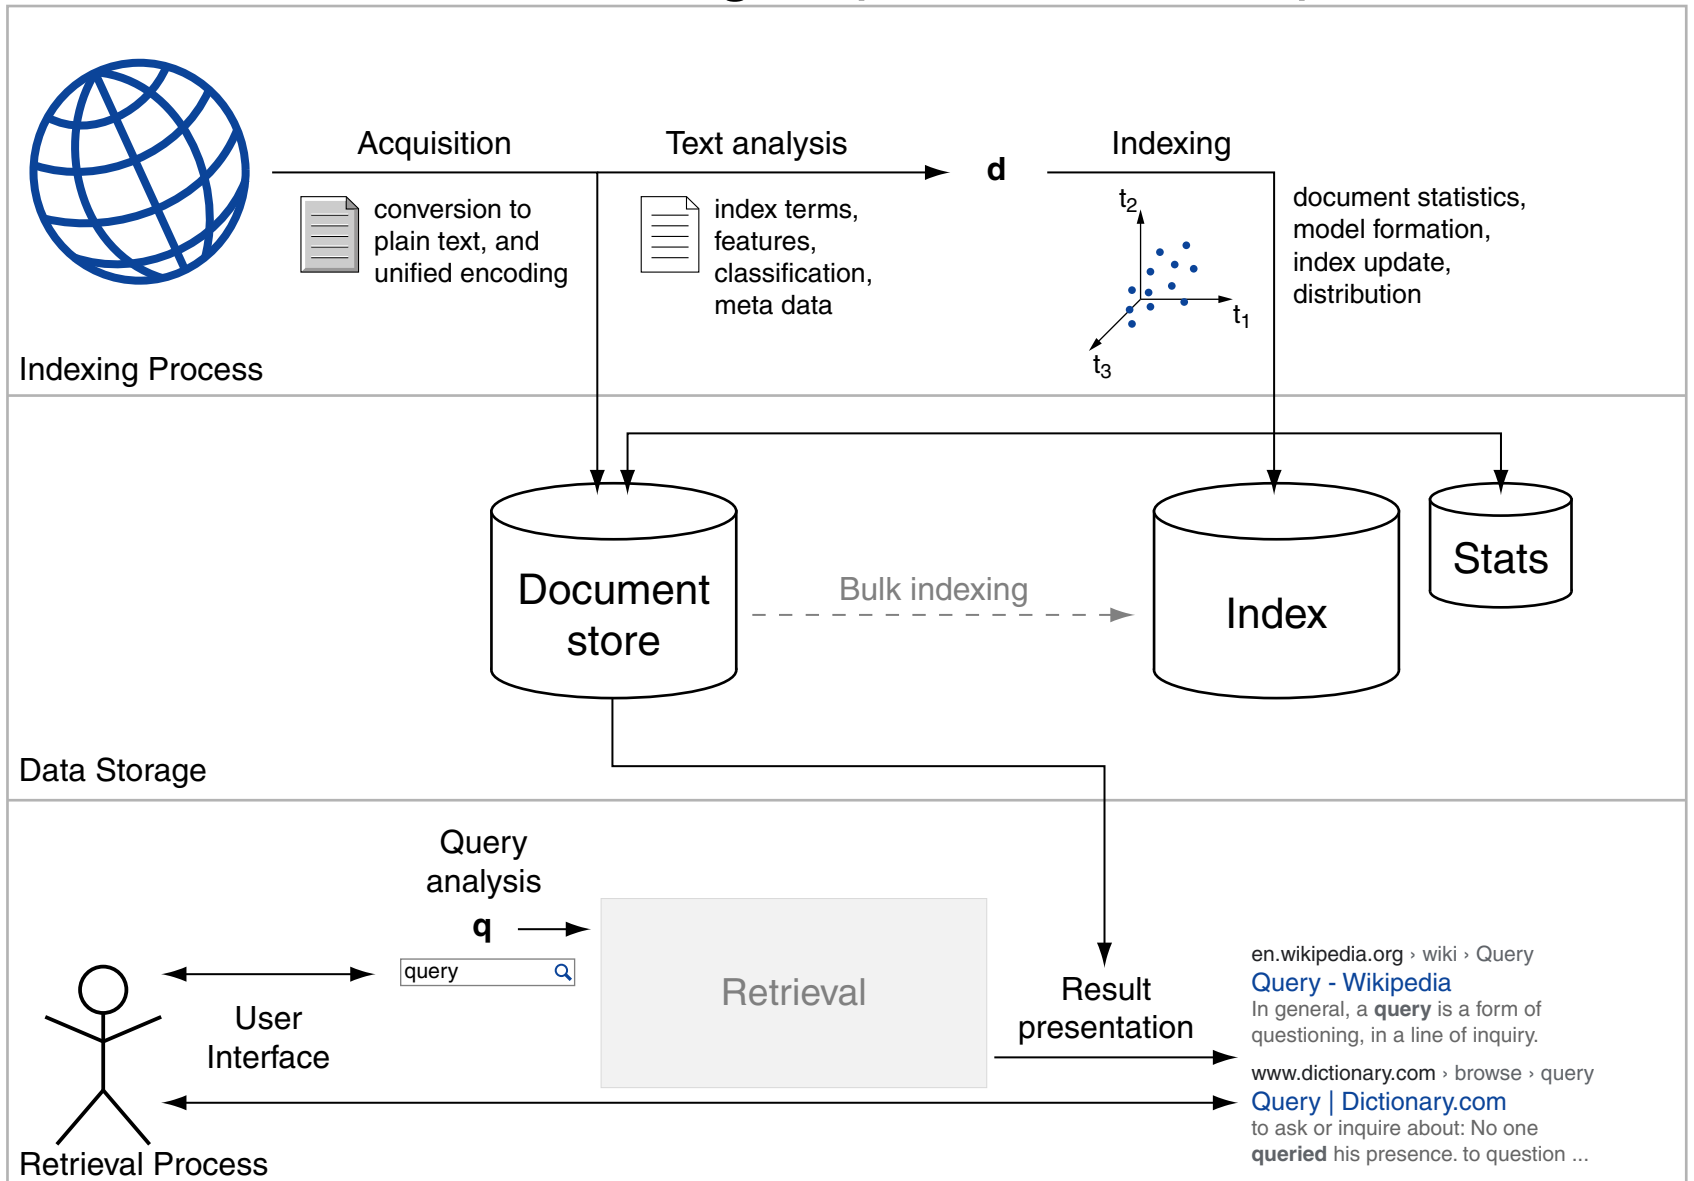 Acquisition
conversion to
plain text, and
unified encoding
Text analysis
index terms,
features,
classification,
meta data
d
Indexing
t2
t1
t3
document statistics,
model formation,
index update,
distribution
Indexing Process
Document
store
Bulk indexing
Index
Stats
Data Storage
Query
analysis
q
query
User
Interface
Retrieval
Result
presentation
en.wikipedia.org › wiki › Query
Query - Wikipedia
In general, a query is a form of
questioning, in a line of inquiry.
www.dictionary.com › browse › query
Query | Dictionary.com
to ask or inquire about: No one
queried his presence. to question ...
Retrieval Process